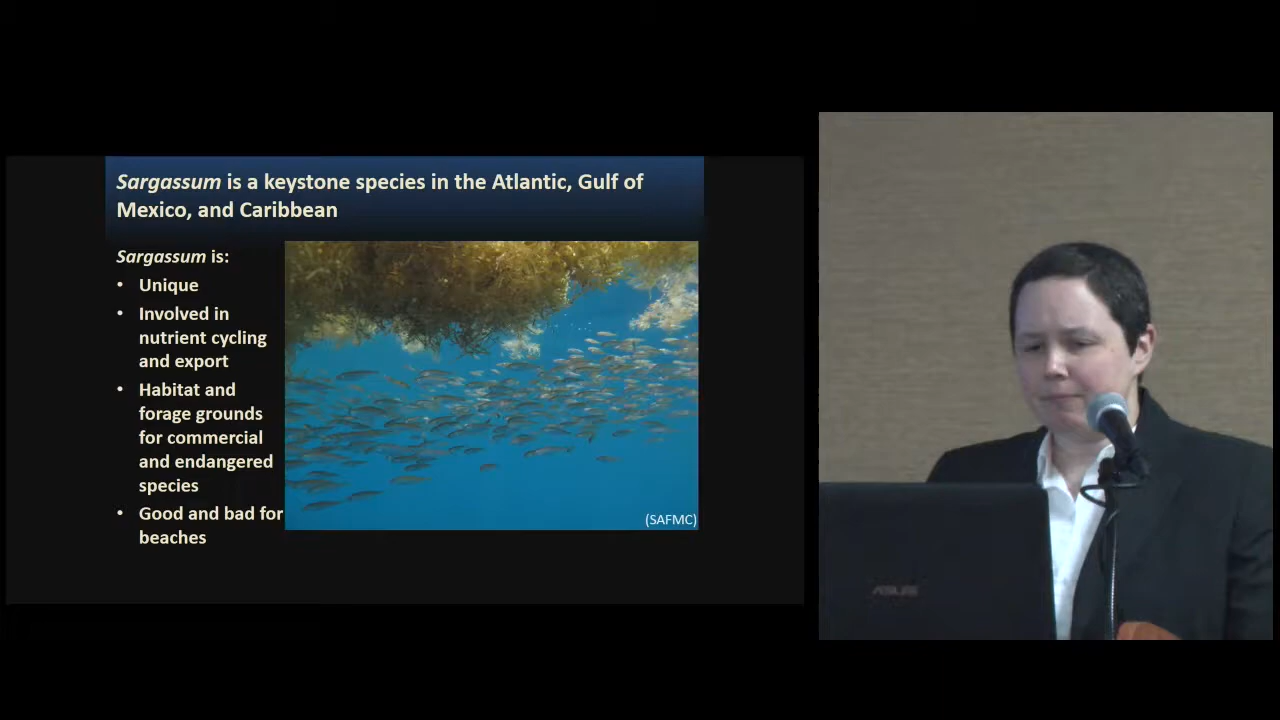 Sargassum is a keystone species in the Atlantic, Gulf of
Mexico, and Caribbean
Sargassum is:
• Unique
• Involved in
nutrient cycling
and export
• Habitat and
forage grounds
for commercial
and endangered
species
• Good and bad for
beaches
(SAFMC)
ASUS